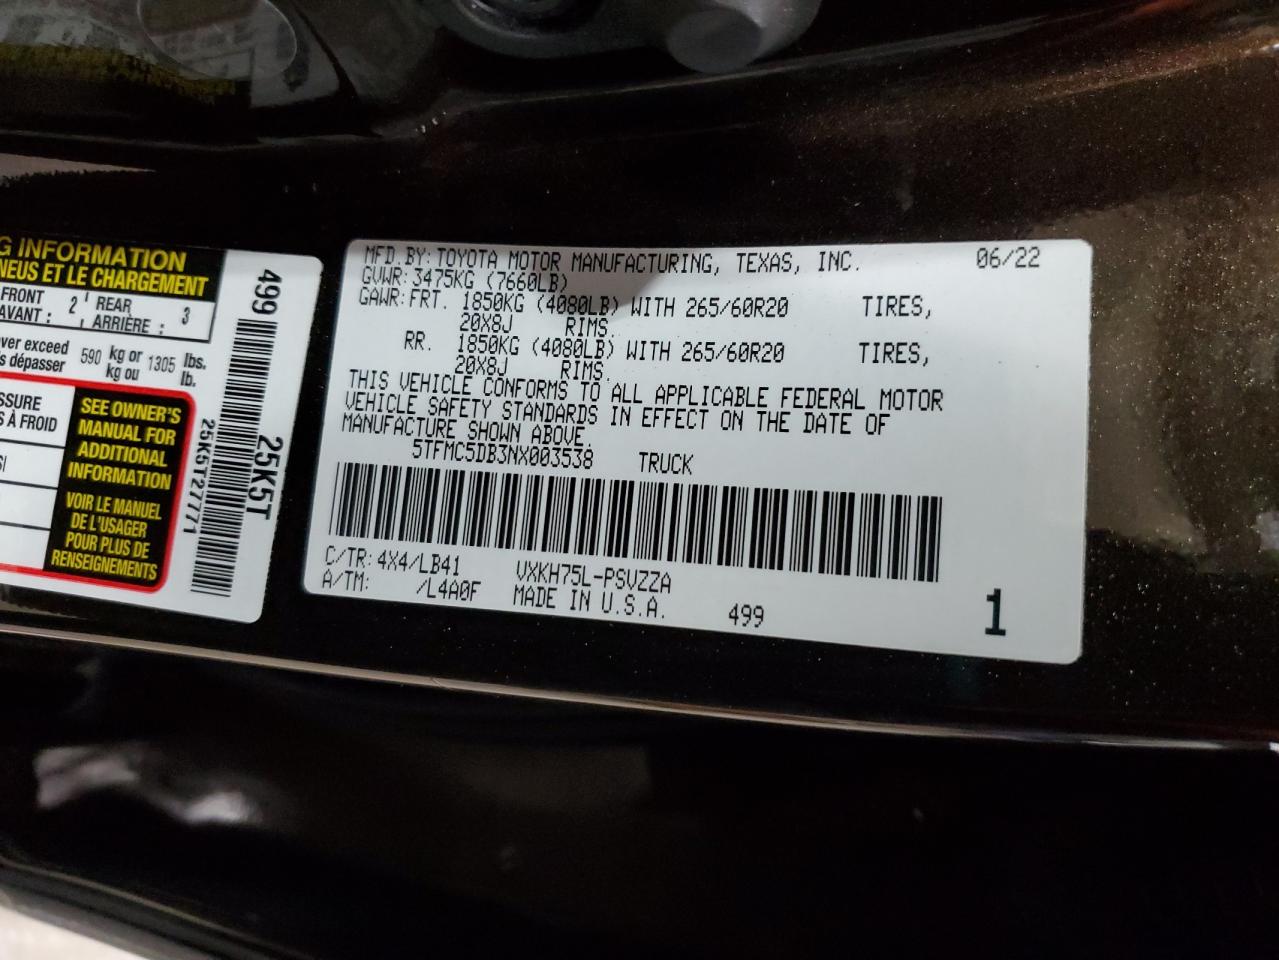 G INFORMATION
NEUS ET LE CHARGEMENT
FRONT 2 REAR 3
AVANT : ARRIÈRE :
ver exceed 590 kg or 1305 lbs.
s dépasser kg ou lb.
SSURE
S À FROID
SEE OWNER'S
MANUAL FOR
ADDITIONAL
INFORMATION
VOIR LE MANUEL
DE L'USAGER
POUR PLUS DE
RENSEIGNEMENTS
499
25K5T
25K5T27771
MFD. BY: TOYOTA MOTOR MANUFACTURING, TEXAS, INC. 06/22
GVWR: 3475KG (7660LB)
GAWR: FRT. 1850KG (4080LB) WITH 265/60R20 TIRES,
20X8J RIMS.
RR. 1850KG (4080LB) WITH 265/60R20 TIRES,
20X8J RIMS.
THIS VEHICLE CONFORMS TO ALL APPLICABLE FEDERAL MOTOR
VEHICLE SAFETY STANDARDS IN EFFECT ON THE DATE OF
MANUFACTURE SHOWN ABOVE.
5TFMC5DB3NX003538 TRUCK
C/TR: 4X4/LB41 VXKH75L-PSVZZA
A/TM: /L4A0F MADE IN U.S.A. 499
1